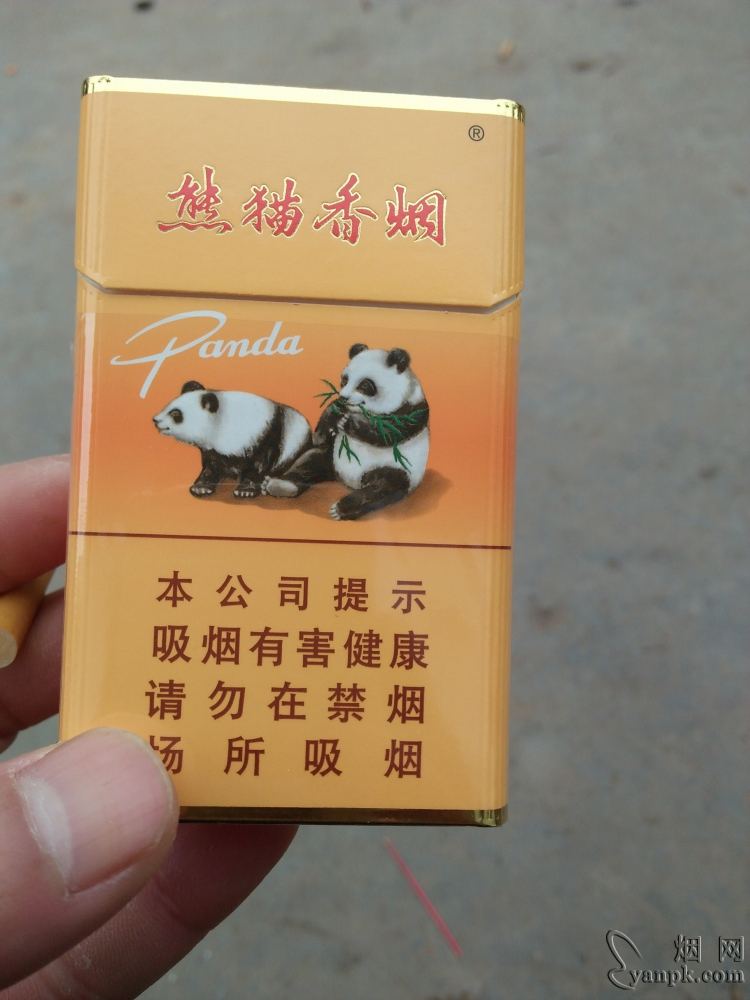 ®
熊猫香烟
Panda
本公司提示
吸烟有害健康
请勿在禁烟
场所吸烟
烟网
yanpk.com